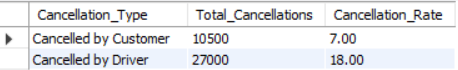 Cancellation_Type Total_Cancellations Cancellation_Rate
Cancelled by Customer 10500 7.00
Cancelled by Driver 27000 18.00